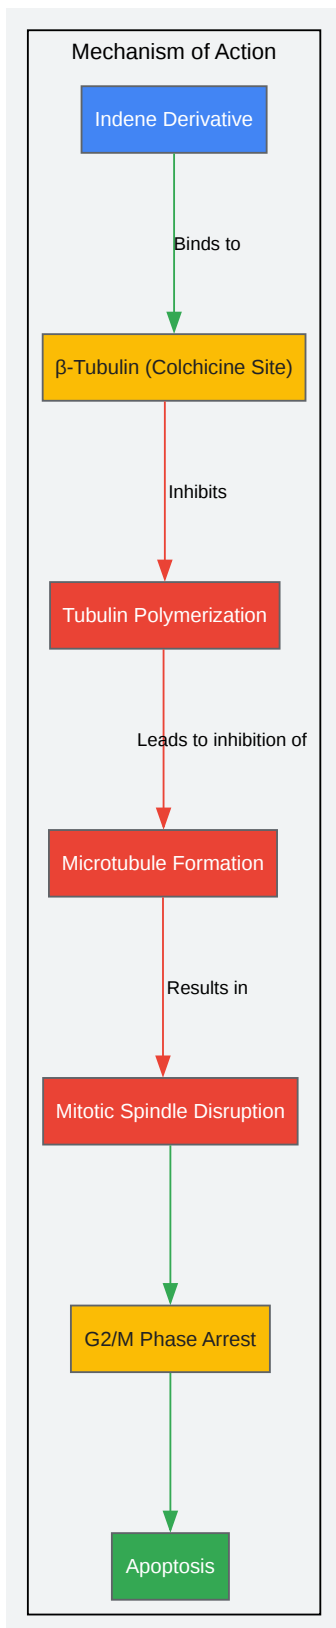 Mechanism of Action
Indene Derivative
Binds to
β-Tubulin (Colchicine Site)
Inhibits
Tubulin Polymerization
Leads to inhibition of
Microtubule Formation
Results in
Mitotic Spindle Disruption
G2/M Phase Arrest
Apoptosis